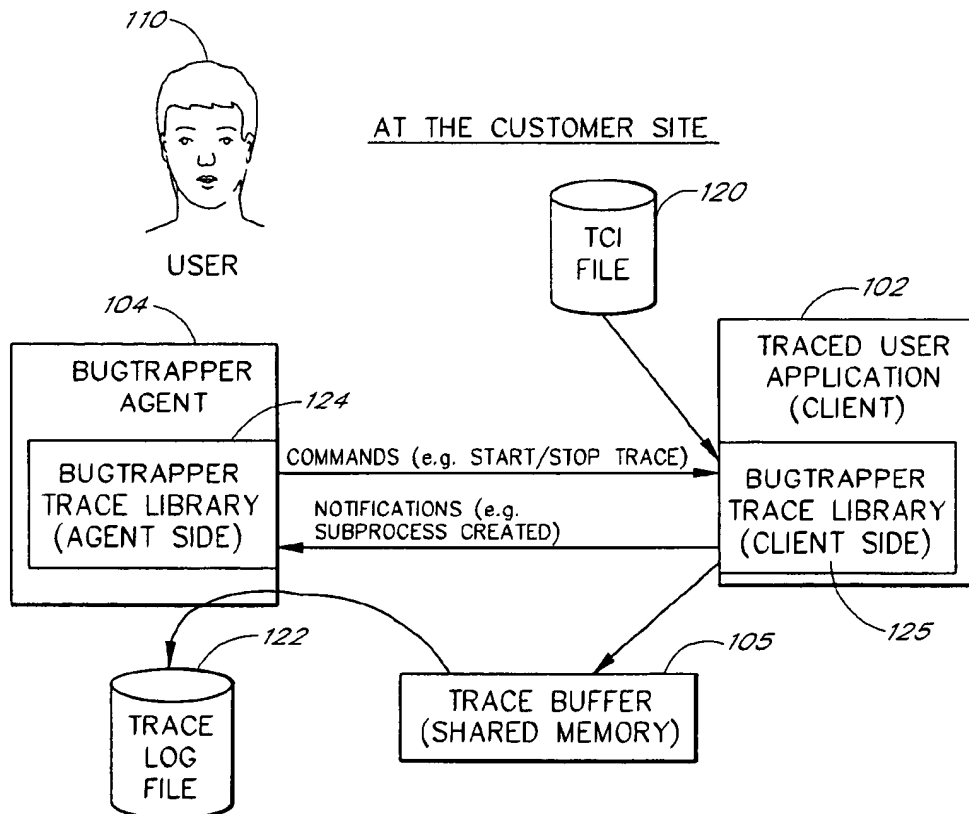 110
AT THE CUSTOMER SITE
USER
120
TCI
FILE
104
BUGTRAPPER
AGENT
124
BUGTRAPPER
TRACE LIBRARY
(AGENT SIDE)
COMMANDS (e.g. START/STOP TRACE)
NOTIFICATIONS (e.g.
SUBPROCESS CREATED)
102
TRACED USER
APPLICATION
(CLIENT)
BUGTRAPPER
TRACE LIBRARY
(CLIENT SIDE)
125
122
TRACE
LOG
FILE
105
TRACE BUFFER
(SHARED MEMORY)